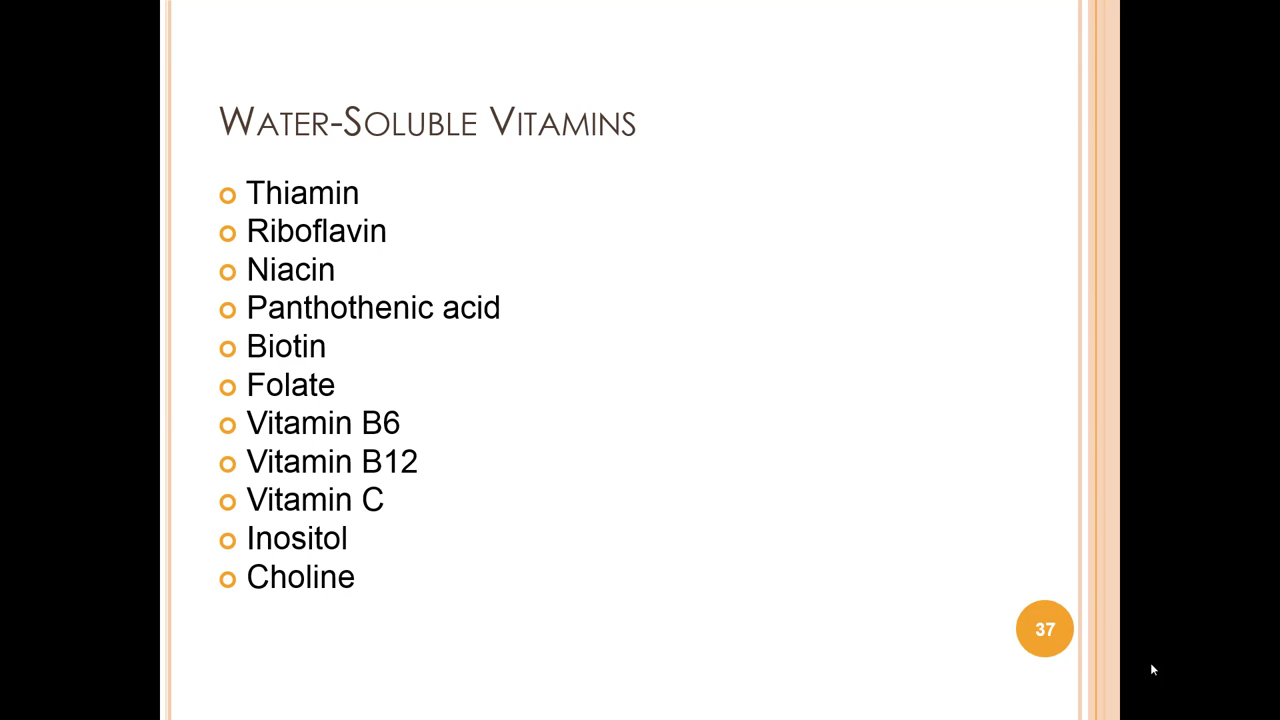 Water-Soluble Vitamins
Thiamin
Riboflavin
Niacin
Panthothenic acid
Biotin
Folate
Vitamin B6
Vitamin B12
Vitamin C
Inositol
Choline
37